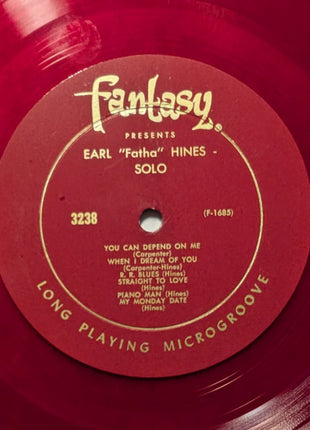 Fantasy.
PRESENTS
EARL "Fatha" HINES -
SOLO
3238
(F-1685)
YOU CAN DEPEND ON ME
(Carpenter)
WHEN I DREAM OF YOU
(Carpenter-Hines)
R. R. BLUES (Hines)
STRAIGHT TO LOVE
(Hines)
PIANO MAN (Hines)
MY MONDAY DATE
(Hines)
LONG PLAYING MICROGROOVE